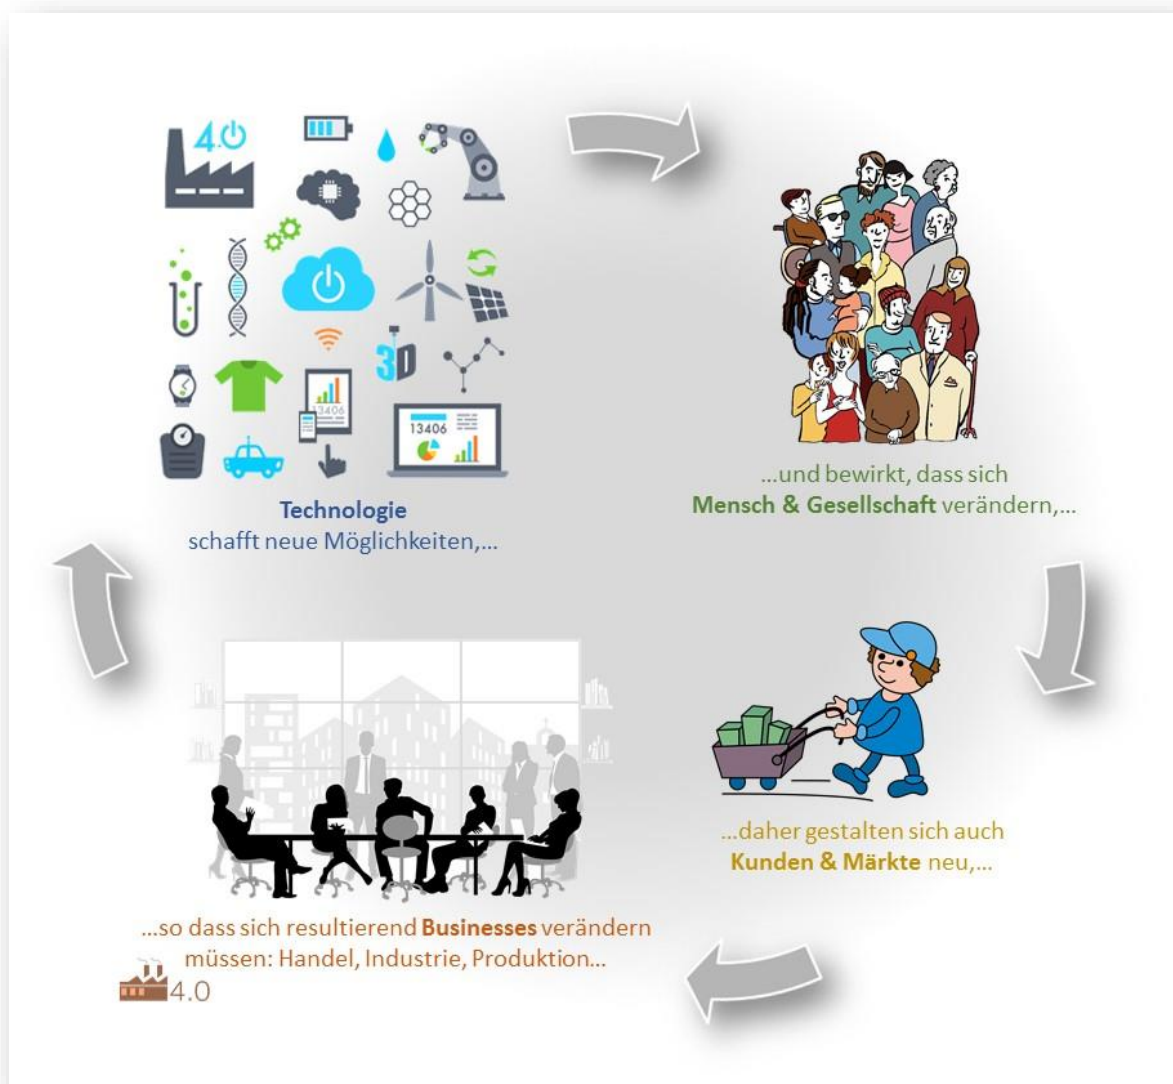 4.0
3D
13406
13406
Technologie
schafft neue Möglichkeiten,...
...und bewirkt, dass sich
Mensch & Gesellschaft verändern,...
...daher gestalten sich auch
Kunden & Märkte neu,...
...so dass sich resultierend Businesses verändern
müssen: Handel, Industrie, Produktion...
4.0